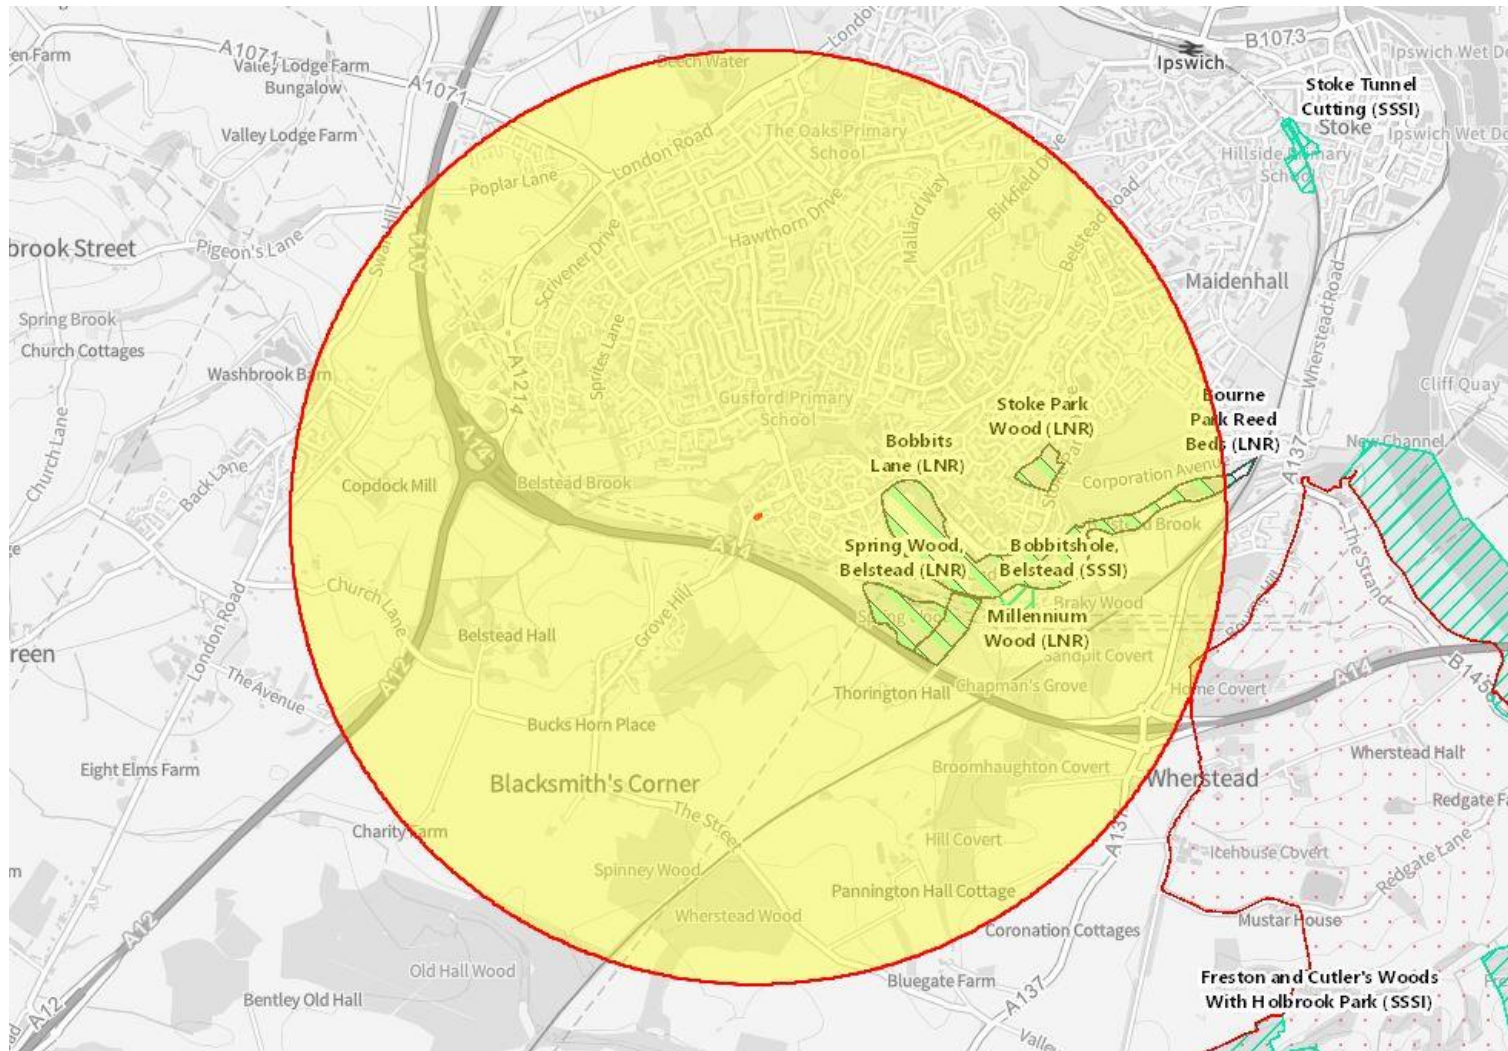 London
B1073
Ipswich Wet Do
en Farm
A1071
Valley Lodge Farm
Bungalow
Beech Water
Ipswich
A1071
Stoke Tunnel
Cutting (SSSI)
Valley Lodge Farm
The Oaks Primary
School
London Road
Stoke
Ipswich Wet Do
Hillside Primary
School
Poplar Lane
Mallard Way
Birkfield Drive
Belstead Road
Hawthorn Drive
Swan Hill
A14
brook Street
Pigeon's Lane
Scrivener Drive
Maidenhall
Wherstead Road
Spring Brook
Church Cottages
Sprites Lane
A1214
Washbrook Barn
Cliff Quay
Gusford Primary
School
Stoke Park
Wood (LNR)
Bourne
Park Reed
Beds (LNR)
Church Lane
A14
Bobbits
Lane (LNR)
New Channel
A137
Back Lane
Copdock Mill
Belstead Brook
Corporation Avenue
Belstead Brook
A14
Spring Wood,
Belstead (LNR)
Bobbitshole,
Belstead (SSSI)
The Strand
Church Lane
London Road
Grove Hill
Spring Wood
Braky Wood
Millennium
Wood (LNR)
Bourne Hill
Belstead Hall
reen
Sandpit Covert
The Avenue
A12
Thorington Hall
Chapman's Grove
Home Covert
A14
B1456
Bucks Horn Place
Wherstead Hall
Eight Elms Farm
Broomhaughton Covert
Wherstead
Blacksmith's Corner
Redgate Fa
The Street
Charity Farm
A137
Hill Covert
Icehouse Covert
Redgate Lane
m
Spinney Wood
Pannington Hall Cottage
Wherstead Wood
Mustar House
A12
Coronation Cottages
Old Hall Wood
Bluegate Farm
Freston and Cutler's Woods
With Holbrook Park (SSSI)
Bentley Old Hall
A137
A12
Valley